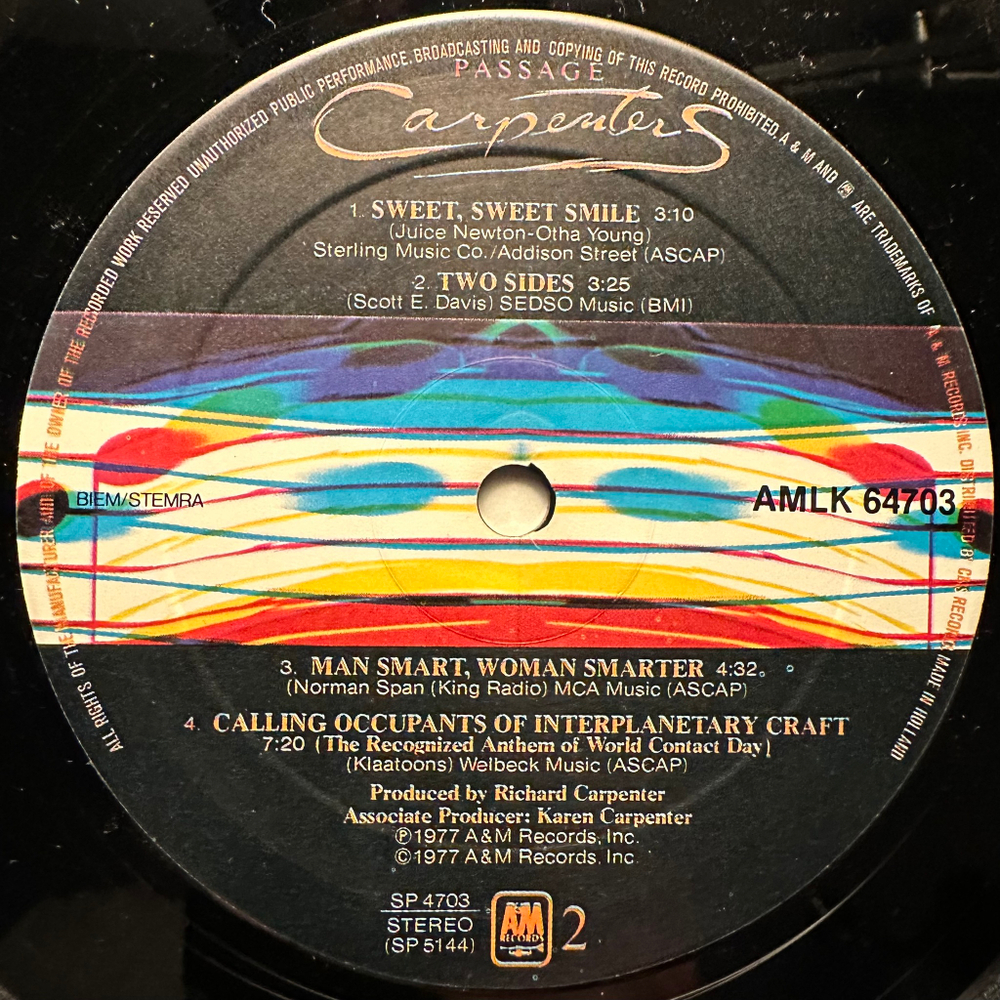 ALL RIGHTS OF THE MANUFACTURER AND OF THE OWNER OF THE RECORDED WORK RESERVED UNAUTHORIZED PUBLIC PERFORMANCE, BROADCASTING AND COPYING OF THIS RECORD PROHIBITED. A & M AND ARE TRADEMARKS OF A & M RECORDS INC. DISTRIBUTED BY CBS RECORDS MADE IN HOLLAND
PASSAGE
Carpenters
1. SWEET, SWEET SMILE 3:10
(Juice Newton-Otha Young)
Sterling Music Co./Addison Street (ASCAP)
2. TWO SIDES 3:25
(Scott E. Davis) SEDSO Music (BMI)
BIEM/STEMRA
AMLK 64703
3. MAN SMART, WOMAN SMARTER 4:32
(Norman Span (King Radio) MCA Music (ASCAP)
4. CALLING OCCUPANTS OF INTERPLANETARY CRAFT
7:20 (The Recognized Anthem of World Contact Day)
(Klaatoons) Welbeck Music (ASCAP)
Produced by Richard Carpenter
Associate Producer: Karen Carpenter
℗1977 A&M Records, Inc.
©1977 A&M Records, Inc.
SP 4703
STEREO
(SP 5144)
A&M
RECORDS
2